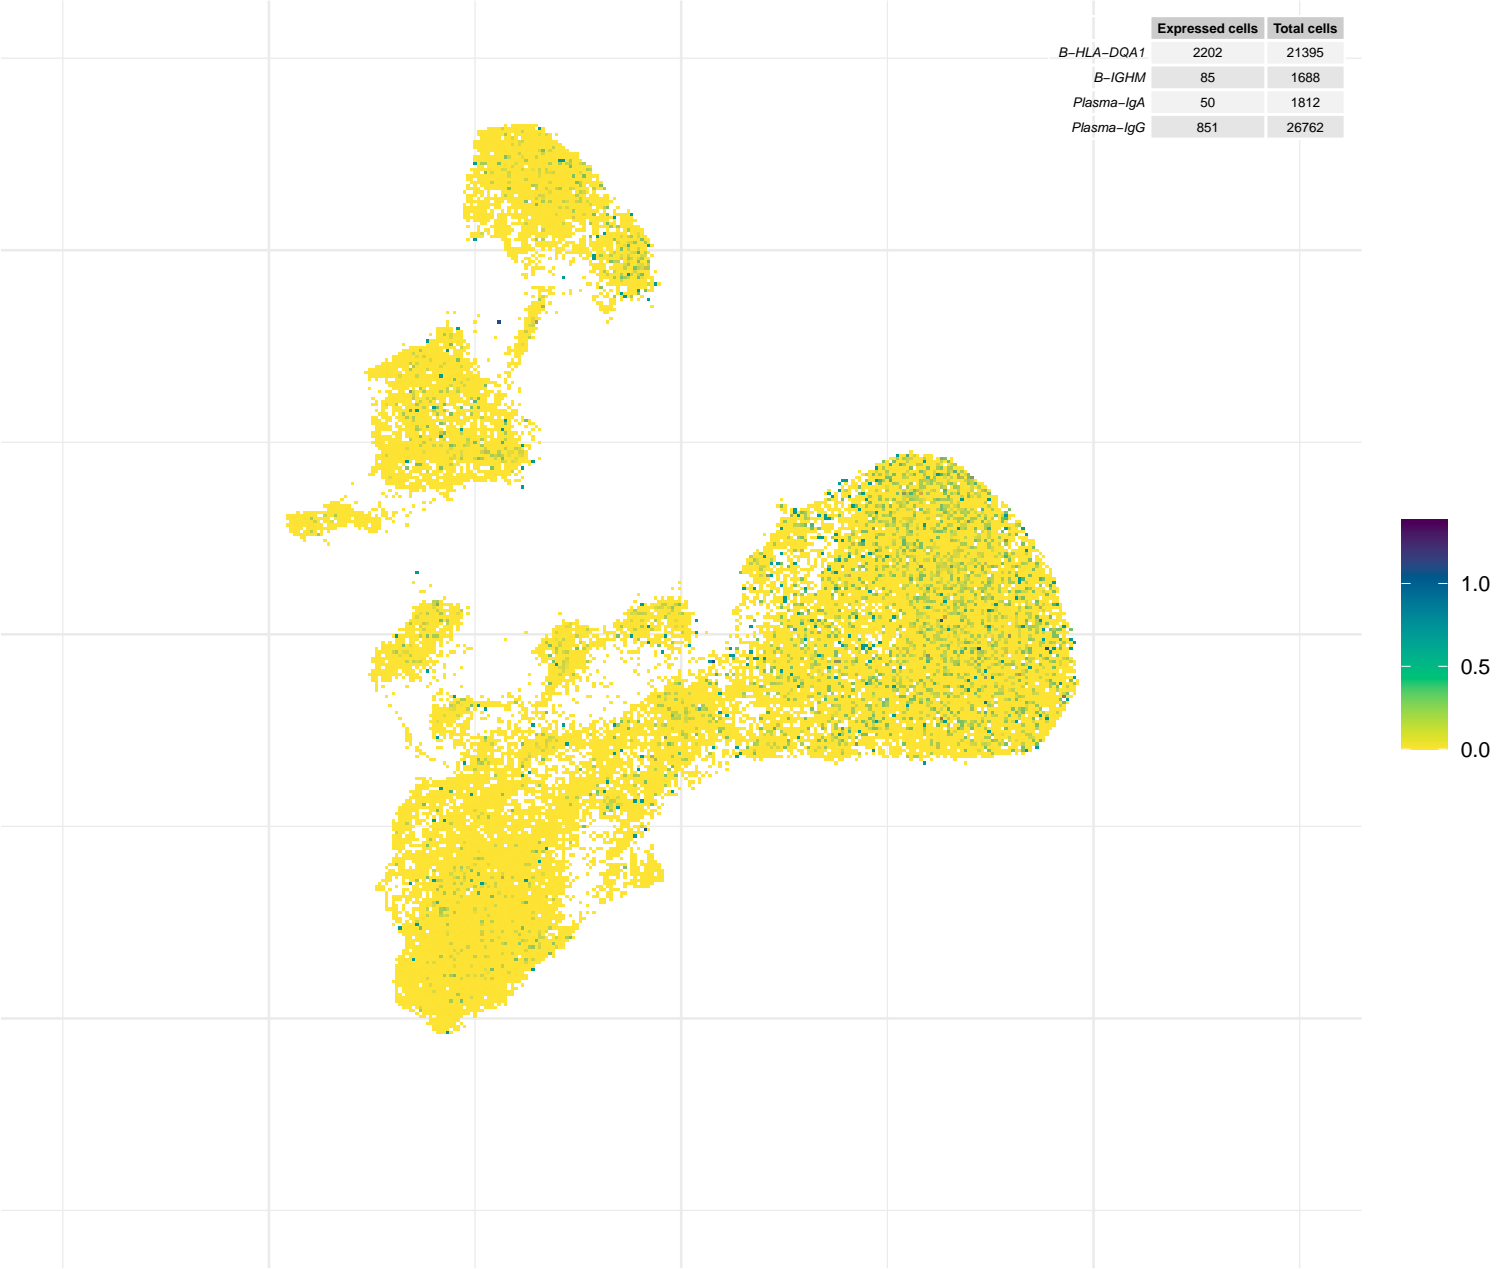 Expressed cells Total cells
B−HLA−DQA1 2202 21395
B−IGHM 85 1688
Plasma−IgA 50 1812
Plasma−IgG 851 26762
1.0
0.5
0.0